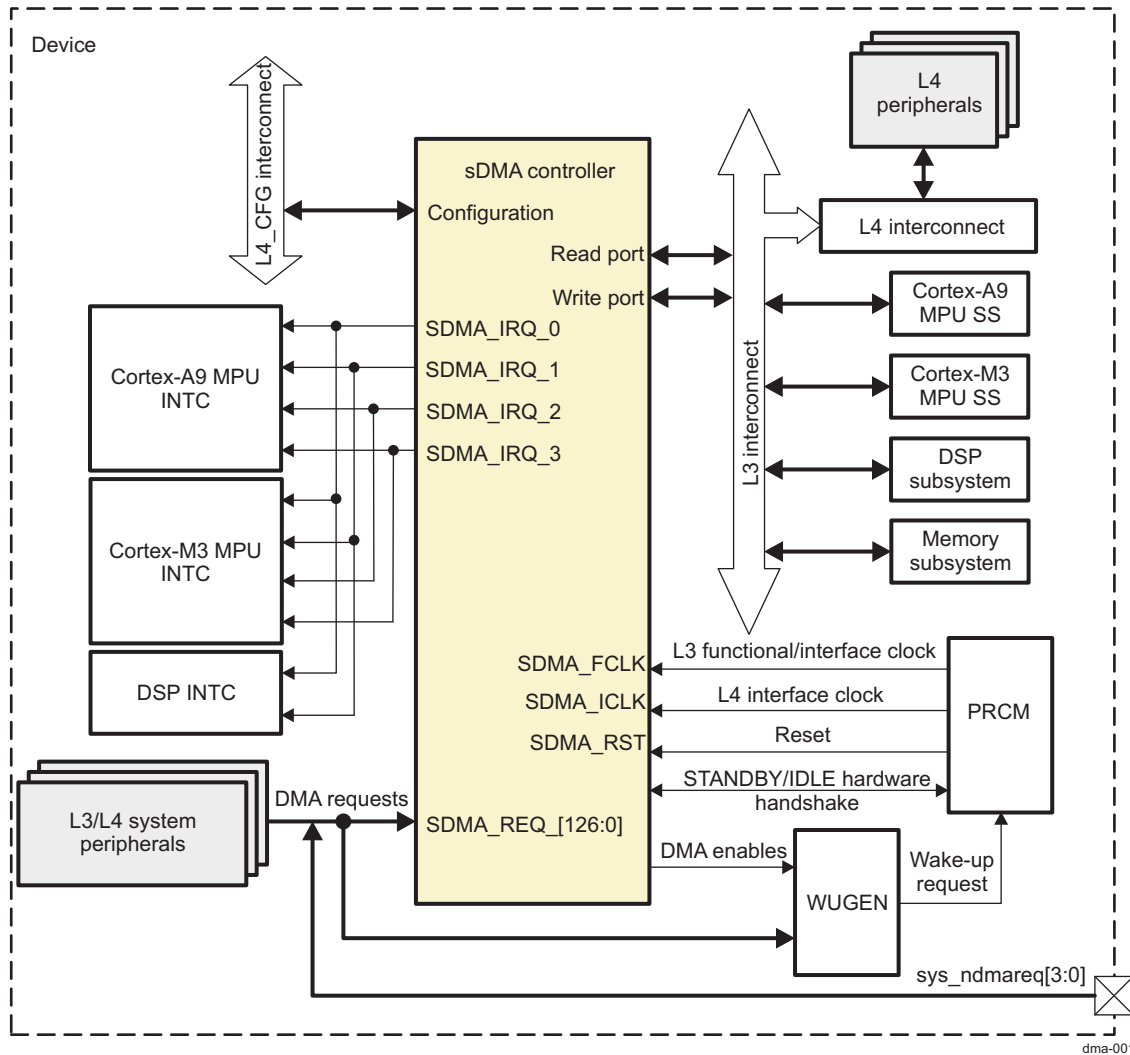 Device
L4_CFG interconnect
sDMA controller
Configuration
Read port
Write port
SDMA_IRQ_0
SDMA_IRQ_1
SDMA_IRQ_2
SDMA_IRQ_3
Cortex-A9 MPU
INTC
Cortex-M3 MPU
INTC
DSP INTC
L3 interconnect
L4
peripherals
L4 interconnect
Cortex-A9
MPU SS
Cortex-M3
MPU SS
DSP
subsystem
Memory
subsystem
SDMA_FCLK
L3 functional/interface clock
SDMA_ICLK
L4 interface clock
SDMA_RST
Reset
STANDBY/IDLE hardware
handshake
PRCM
L3/L4 system
peripherals
DMA requests
SDMA_REQ_[126:0]
DMA enables
WUGEN
Wake-up
request
sys_ndmareq[3:0]
dma-001